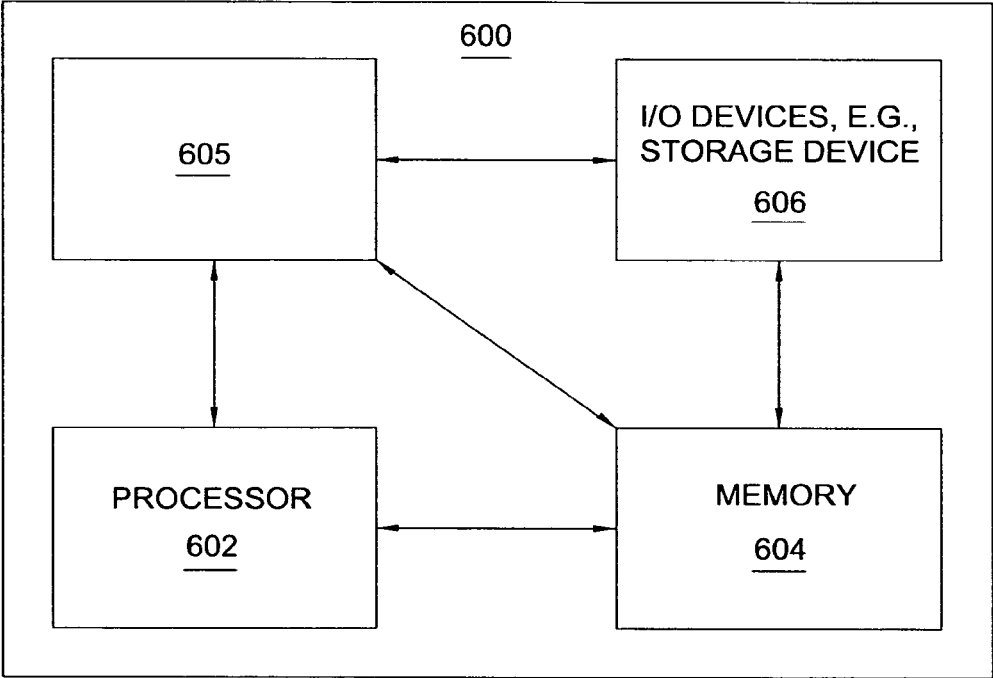 600
605
I/O DEVICES, E.G.,
STORAGE DEVICE
606
PROCESSOR
602
MEMORY
604